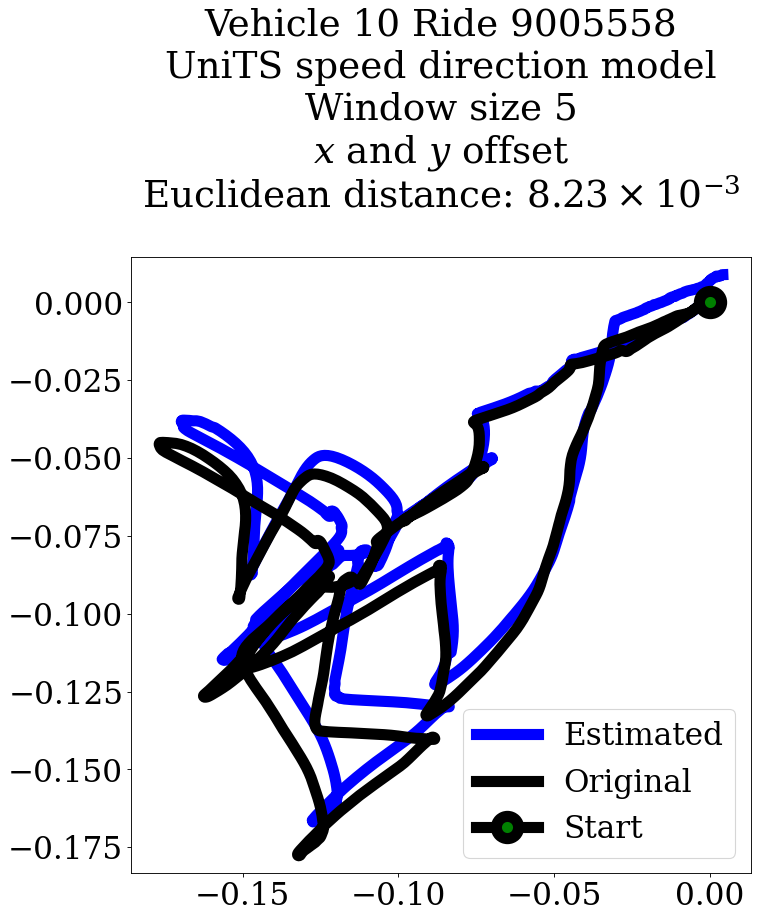 Vehicle 10 Ride 9005558
UniTS speed direction model
Window size 5
x and y offset
Euclidean distance: 8.23 × 10⁻³
0.000
−0.025
−0.050
−0.075
−0.100
−0.125
−0.150
−0.175
Estimated
Original
Start
−0.15
−0.10
−0.05
0.00